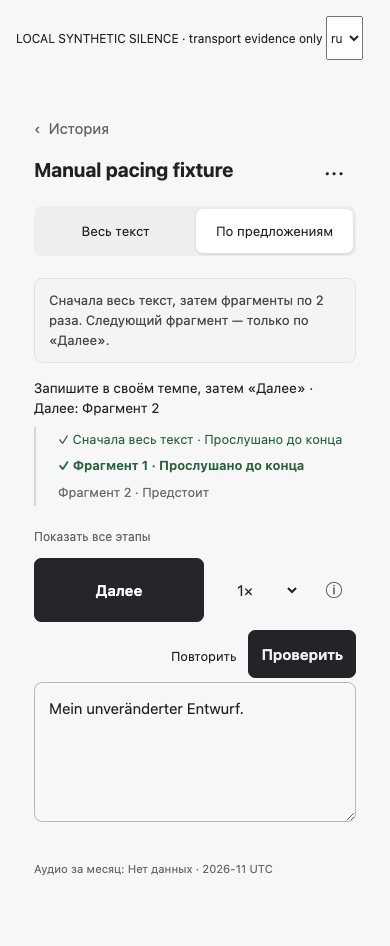 LOCAL SYNTHETIC SILENCE · transport evidence only ru
‹ История
Manual pacing fixture ...
Весь текст По предложениям
Сначала весь текст, затем фрагменты по 2
раза. Следующий фрагмент — только по
«Далее».
Запишите в своём темпе, затем «Далее» ·
Далее: Фрагмент 2
✓ Сначала весь текст · Прослушано до конца
✓ Фрагмент 1 · Прослушано до конца
Фрагмент 2 · Предстоит
Показать все этапы
Далее 1× ⓘ
Повторить Проверить
Mein unveränderter Entwurf.
Аудио за месяц: Нет данных · 2026-11 UTC